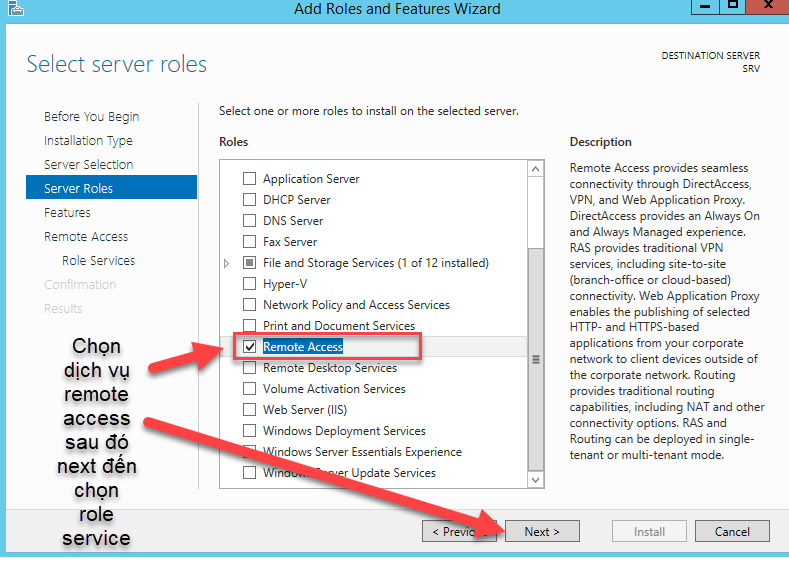 Add Roles and Features Wizard
Select server roles
DESTINATION SERVER
SRV
Before You Begin
Installation Type
Server Selection
Server Roles
Features
Remote Access
Role Services
Confirmation
Results
Chọn
dịch vụ
remote
access
sau đó
next đến
chọn
role
service
Select one or more roles to install on the selected server.
Roles
Application Server
DHCP Server
DNS Server
Fax Server
File and Storage Services (1 of 12 installed)
Hyper-V
Network Policy and Access Services
Print and Document Services
Remote Access
Remote Desktop Services
Volume Activation Services
Web Server (IIS)
Windows Deployment Services
Windows Server Essentials Experience
Windows Server Update Services
Description
Remote Access provides seamless
connectivity through DirectAccess,
VPN, and Web Application Proxy.
DirectAccess provides an Always On
and Always Managed experience.
RAS provides traditional VPN
services, including site-to-site
(branch-office or cloud-based)
connectivity. Web Application Proxy
enables the publishing of selected
HTTP- and HTTPS-based
applications from your corporate
network to client devices outside of
the corporate network. Routing
provides traditional routing
capabilities, including NAT and other
connectivity options. RAS and
Routing can be deployed in single-
tenant or multi-tenant mode.
< Previous
Next >
Install
Cancel